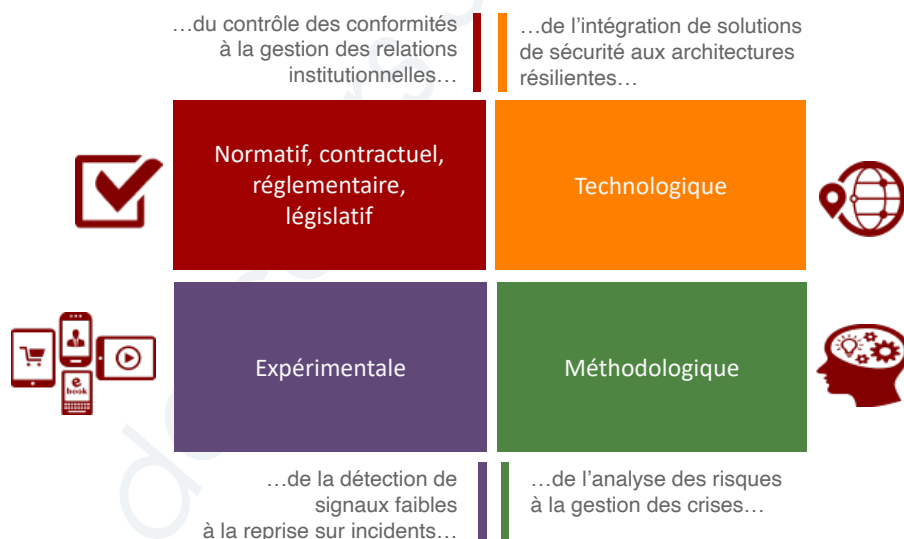 …du contrôle des conformités
à la gestion des relations
institutionnelles…
…de l’intégration de solutions
de sécurité aux architectures
résilientes…
Normatif, contractuel,
réglementaire,
législatif
Technologique
Expérimentale
Méthodologique
e
book
…de la détection de
signaux faibles
à la reprise sur incidents…
…de l’analyse des risques
à la gestion des crises…